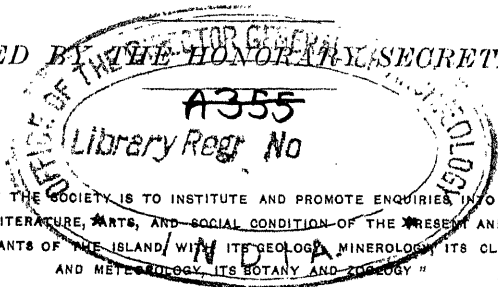 ED BY THE HONORARY SECRET
OFFICE OF THE DIRECTOR GENERAL
A355
Library Regr No
THE SOCIETY IS TO INSTITUTE AND PROMOTE ENQUIRIES INTO
ITERATURE, ARTS, AND SOCIAL CONDITION OF THE PRESENT AN
ANTS OF THE ISLAND WITH ITS GEOLOGY MINEROLOGY, ITS CL
INDIA
AND METEOROLOGY, ITS BOTANY AND ZOOLOGY "